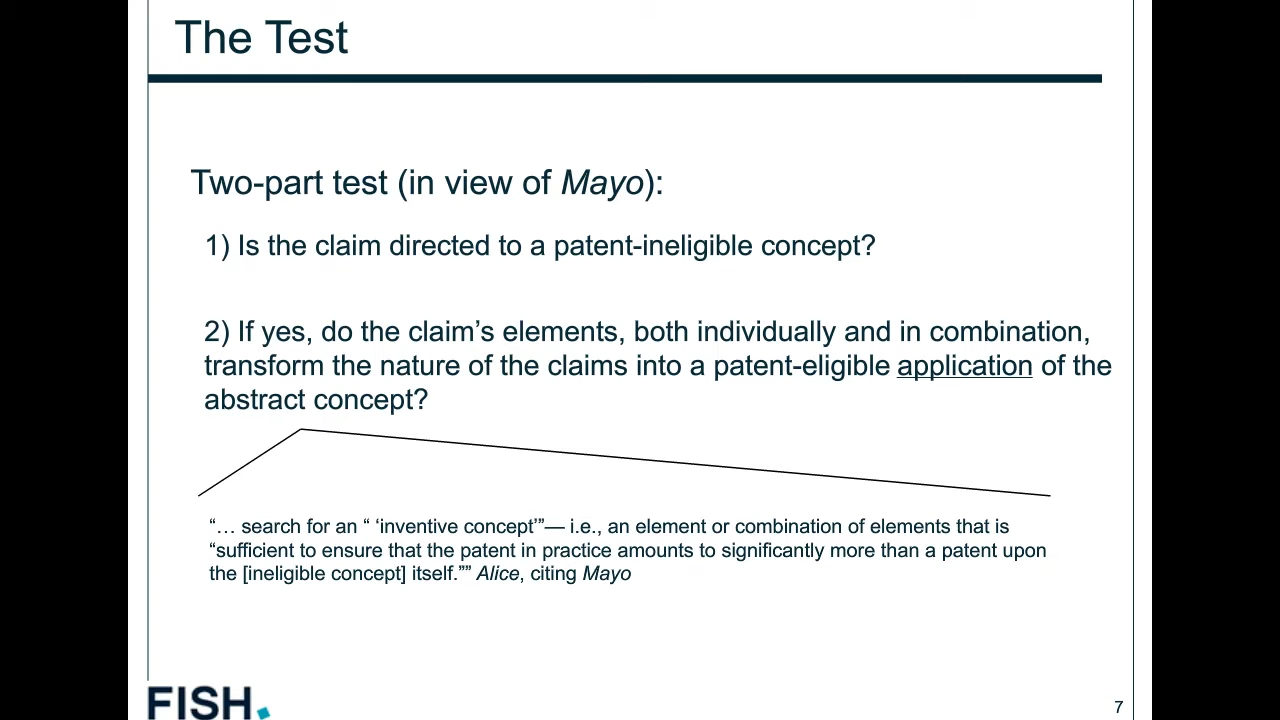 The Test
Two-part test (in view of Mayo):
1) Is the claim directed to a patent-ineligible concept?
2) If yes, do the claim’s elements, both individually and in combination,
transform the nature of the claims into a patent-eligible application of the
abstract concept?
“… search for an “ ‘inventive concept’”— i.e., an element or combination of elements that is
“sufficient to ensure that the patent in practice amounts to significantly more than a patent upon
the [ineligible concept] itself.”” Alice, citing Mayo
FISH.
7